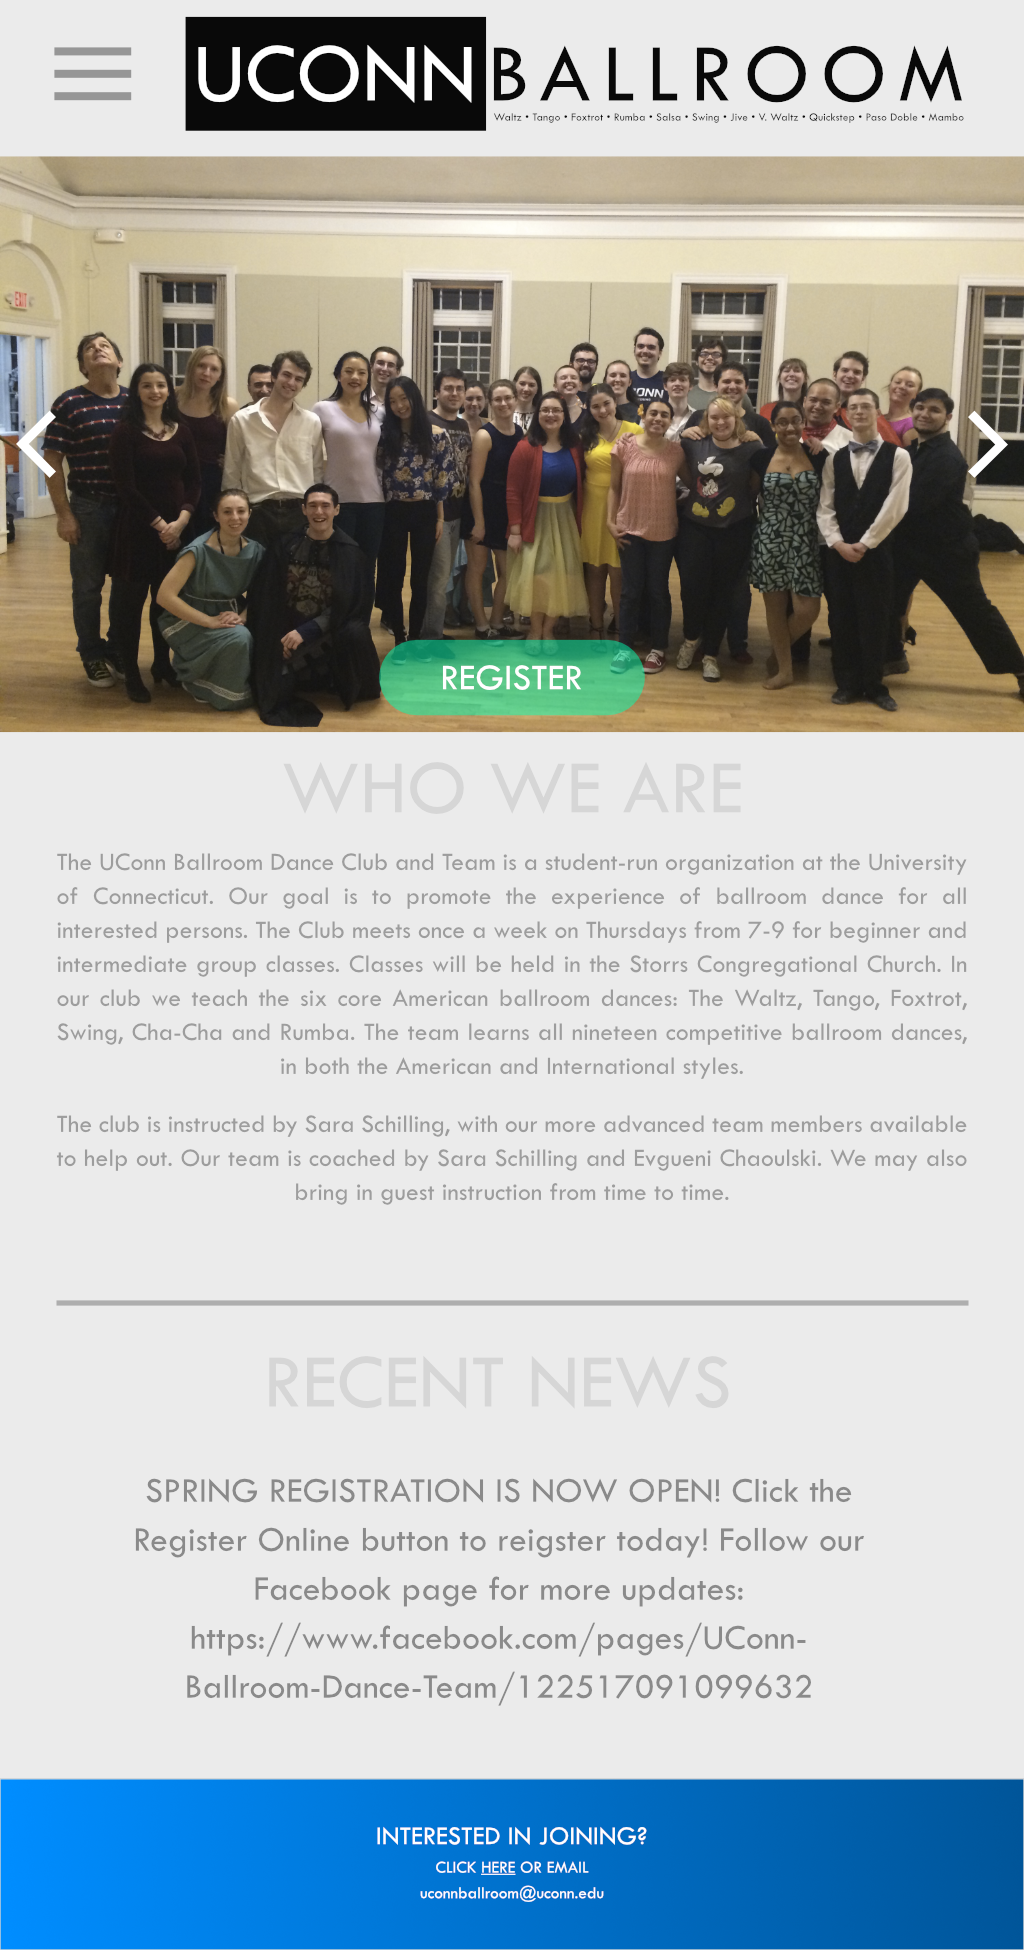 UCONNBALLROOM
Waltz • Tango • Foxtrot • Rumba • Salsa • Swing • Jive • V. Waltz • Quickstep • Paso Doble • Mambo
EXIT
CONN
REGISTER
WHO WE ARE
The UConn Ballroom Dance Club and Team is a student-run organization at the University
of Connecticut. Our goal is to promote the experience of ballroom dance for all
interested persons. The Club meets once a week on Thursdays from 7-9 for beginner and
intermediate group classes. Classes will be held in the Storrs Congregational Church. In
our club we teach the six core American ballroom dances: The Waltz, Tango, Foxtrot,
Swing, Cha-Cha and Rumba. The team learns all nineteen competitive ballroom dances,
in both the American and International styles.
The club is instructed by Sara Schilling, with our more advanced team members available
to help out. Our team is coached by Sara Schilling and Evgueni Chaoulski. We may also
bring in guest instruction from time to time.
RECENT NEWS
SPRING REGISTRATION IS NOW OPEN! Click the
Register Online button to reigster today! Follow our
Facebook page for more updates:
https://www.facebook.com/pages/UConn-
Ballroom-Dance-Team/122517091099632
INTERESTED IN JOINING?
CLICK HERE OR EMAIL
uconnballroom@uconn.edu